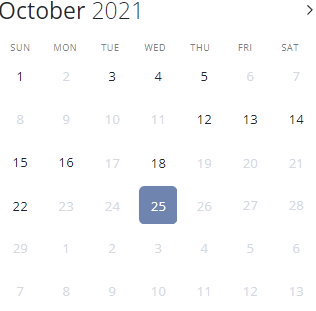 October 2021
SUN MON TUE WED THU FRI SAT
1 2 3 4 5 6 7
8 9 10 11 12 13 14
15 16 17 18 19 20 21
22 23 24 25 26 27 28
29 1 2 3 4 5 6
7 8 9 10 11 12 13